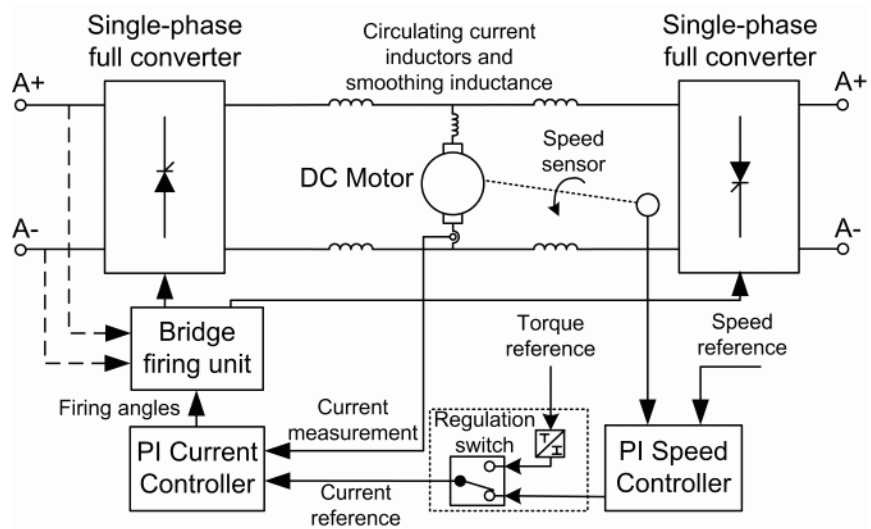 Single-phase
full converter
Circulating current
inductors and
smoothing inductance
Single-phase
full converter
A+
A+
DC Motor
Speed
sensor
A-
A-
Bridge
firing unit
Torque
reference
Speed
reference
Firing angles
Current
measurement
Regulation
switch
T
I
PI Current
Controller
PI Speed
Controller
Current
reference